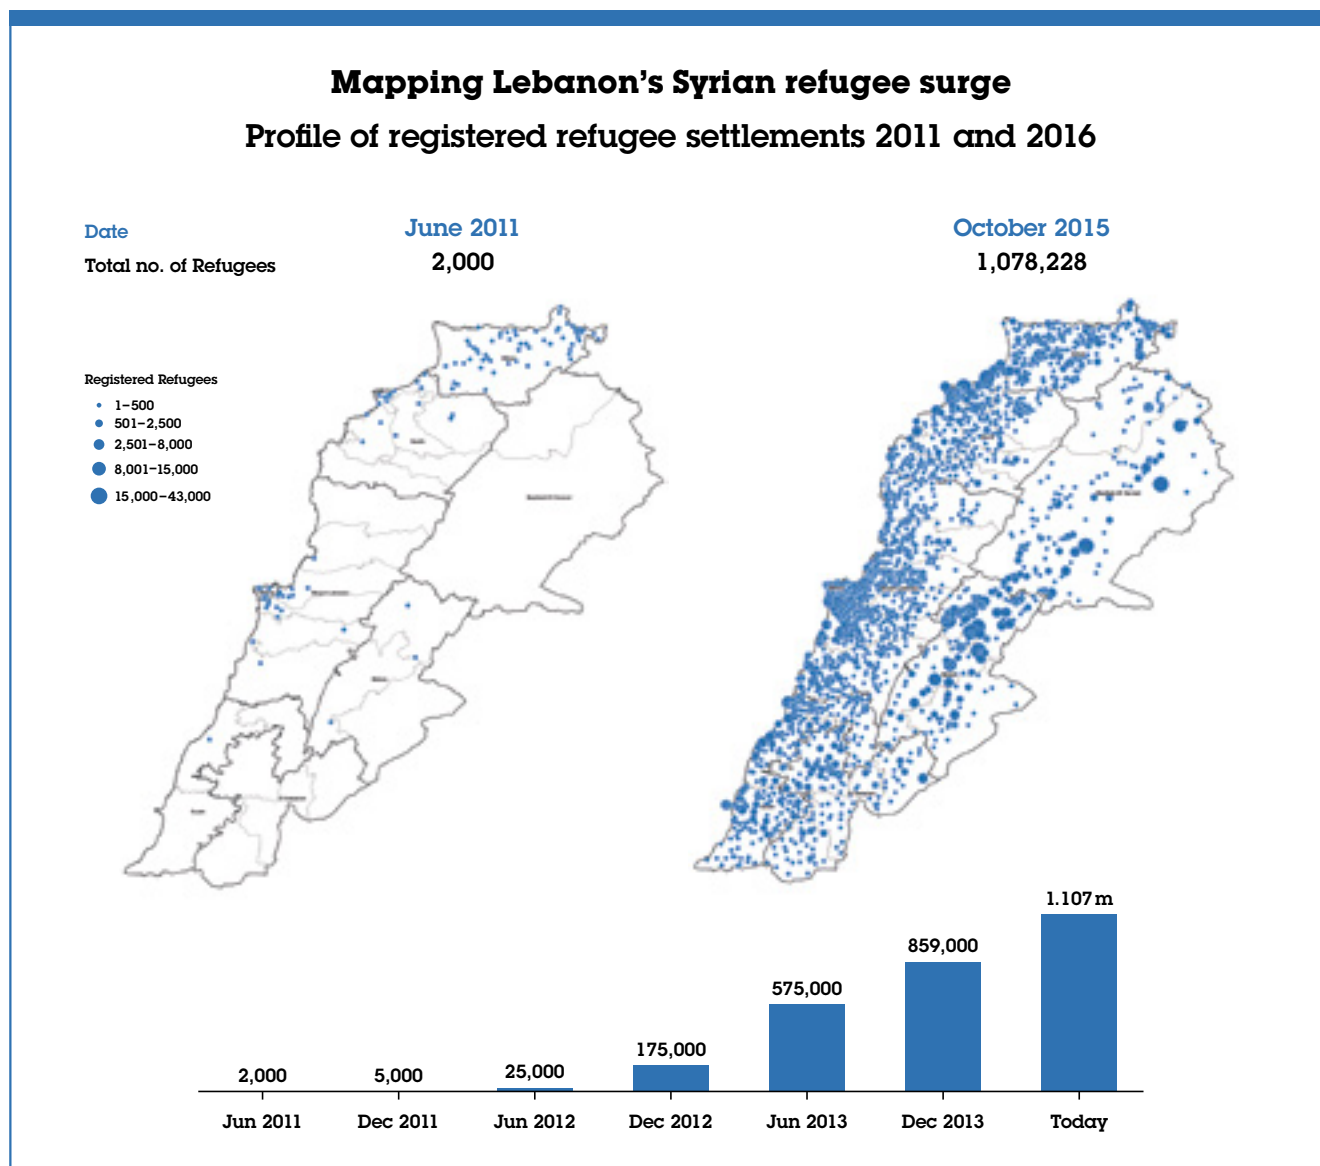 Mapping Lebanon's Syrian refugee surge
Profile of registered refugee settlements 2011 and 2016
Date
June 2011
October 2015
Total no. of Refugees
2,000
1,078,228
Registered Refugees
1–500
501–2,500
2,501–8,000
8,001–15,000
15,000–43,000
2,000
5,000
25,000
175,000
575,000
859,000
1.107m
Jun 2011
Dec 2011
Jun 2012
Dec 2012
Jun 2013
Dec 2013
Today